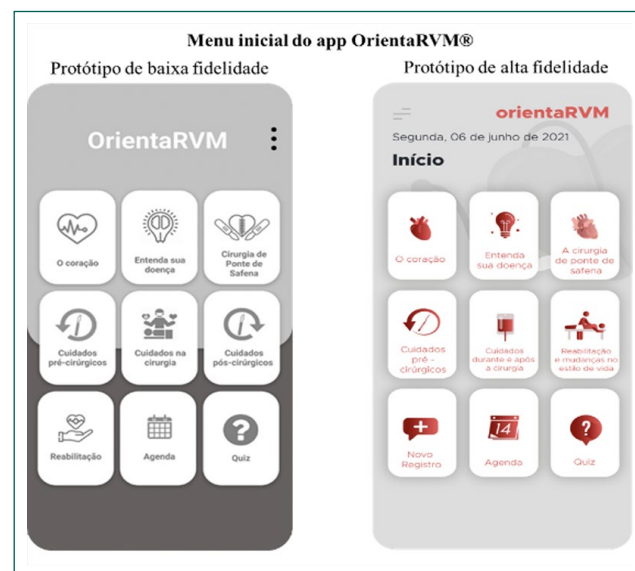 Menu inicial do app OrientaRVM®
Protótipo de baixa fidelidade
OrientaRVM
O coração
Entenda sua
doença
Cirurgia de
Ponte de
Safena
Cuidados
pré-cirúrgicos
Cuidados na
cirurgia
Cuidados
pós-cirúrgicos
Reabilitação
Agenda
?
Quiz
Protótipo de alta fidelidade
orientaRVM
Segunda, 06 de junho de 2021
Início
O coração
Entenda
sua doença
A cirurgia
de ponte de
safena
Cuidados
pré -
cirúrgicos
Cuidados
durante e após
a cirurgia
Reabilitação
e mudanças no
estilo de vida
Novo
Registro
14
Agenda
?
Quiz